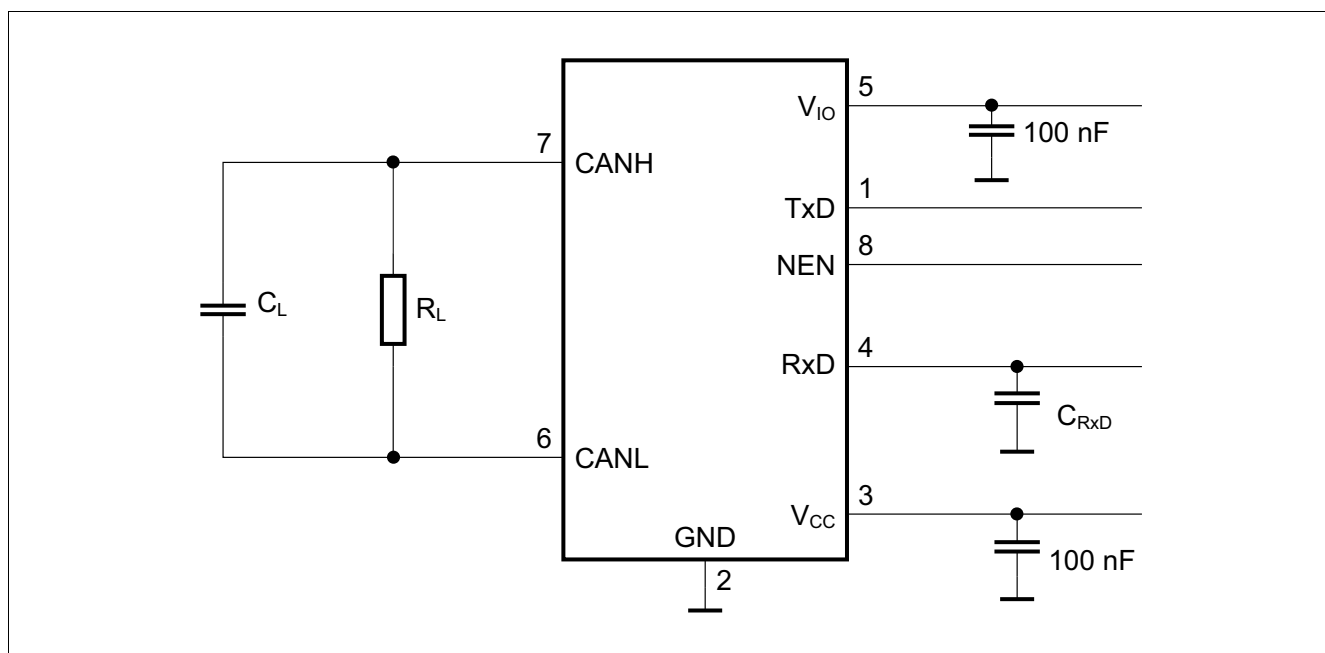 5
V_IO
100 nF
7
CANH
1
TxD
8
NEN
C_L
R_L
4
RxD
C_RxD
6
CANL
3
V_CC
GND
100 nF
2